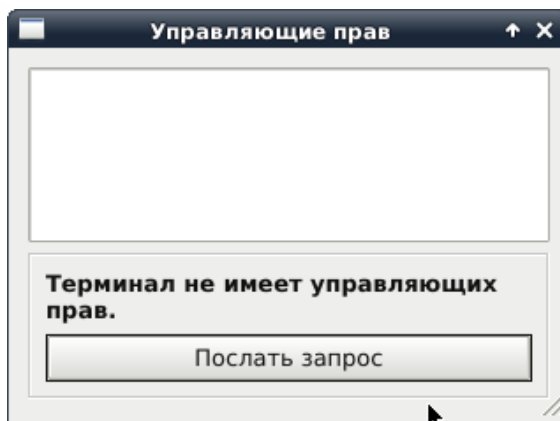 Управляющие прав
Терминал не имеет управляющих
прав.
Послать запрос